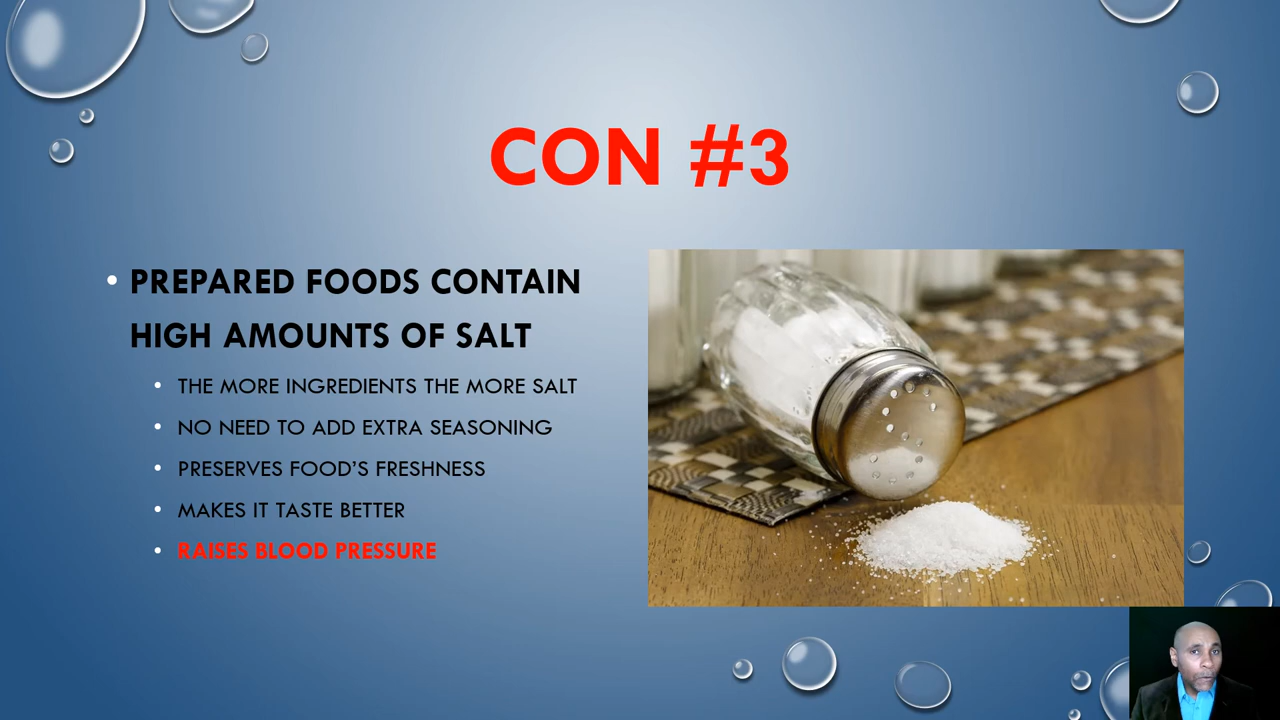 CON #3
• PREPARED FOODS CONTAIN
HIGH AMOUNTS OF SALT
• THE MORE INGREDIENTS THE MORE SALT
• NO NEED TO ADD EXTRA SEASONING
• PRESERVES FOOD’S FRESHNESS
• MAKES IT TASTE BETTER
• RAISES BLOOD PRESSURE